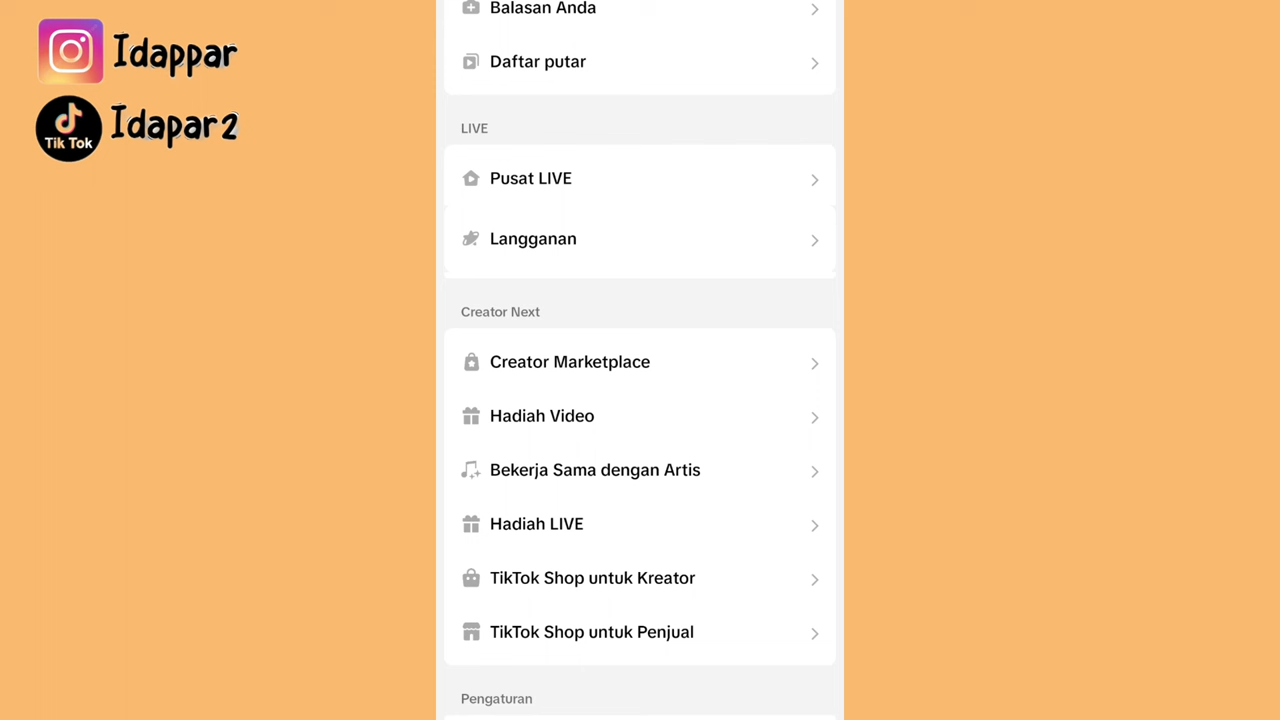 Idappar
Tik Tok
Idapar2
Balasan Anda
Daftar putar
LIVE
Pusat LIVE
Langganan
Creator Next
Creator Marketplace
Hadiah Video
Bekerja Sama dengan Artis
Hadiah LIVE
TikTok Shop untuk Kreator
TikTok Shop untuk Penjual
Pengaturan